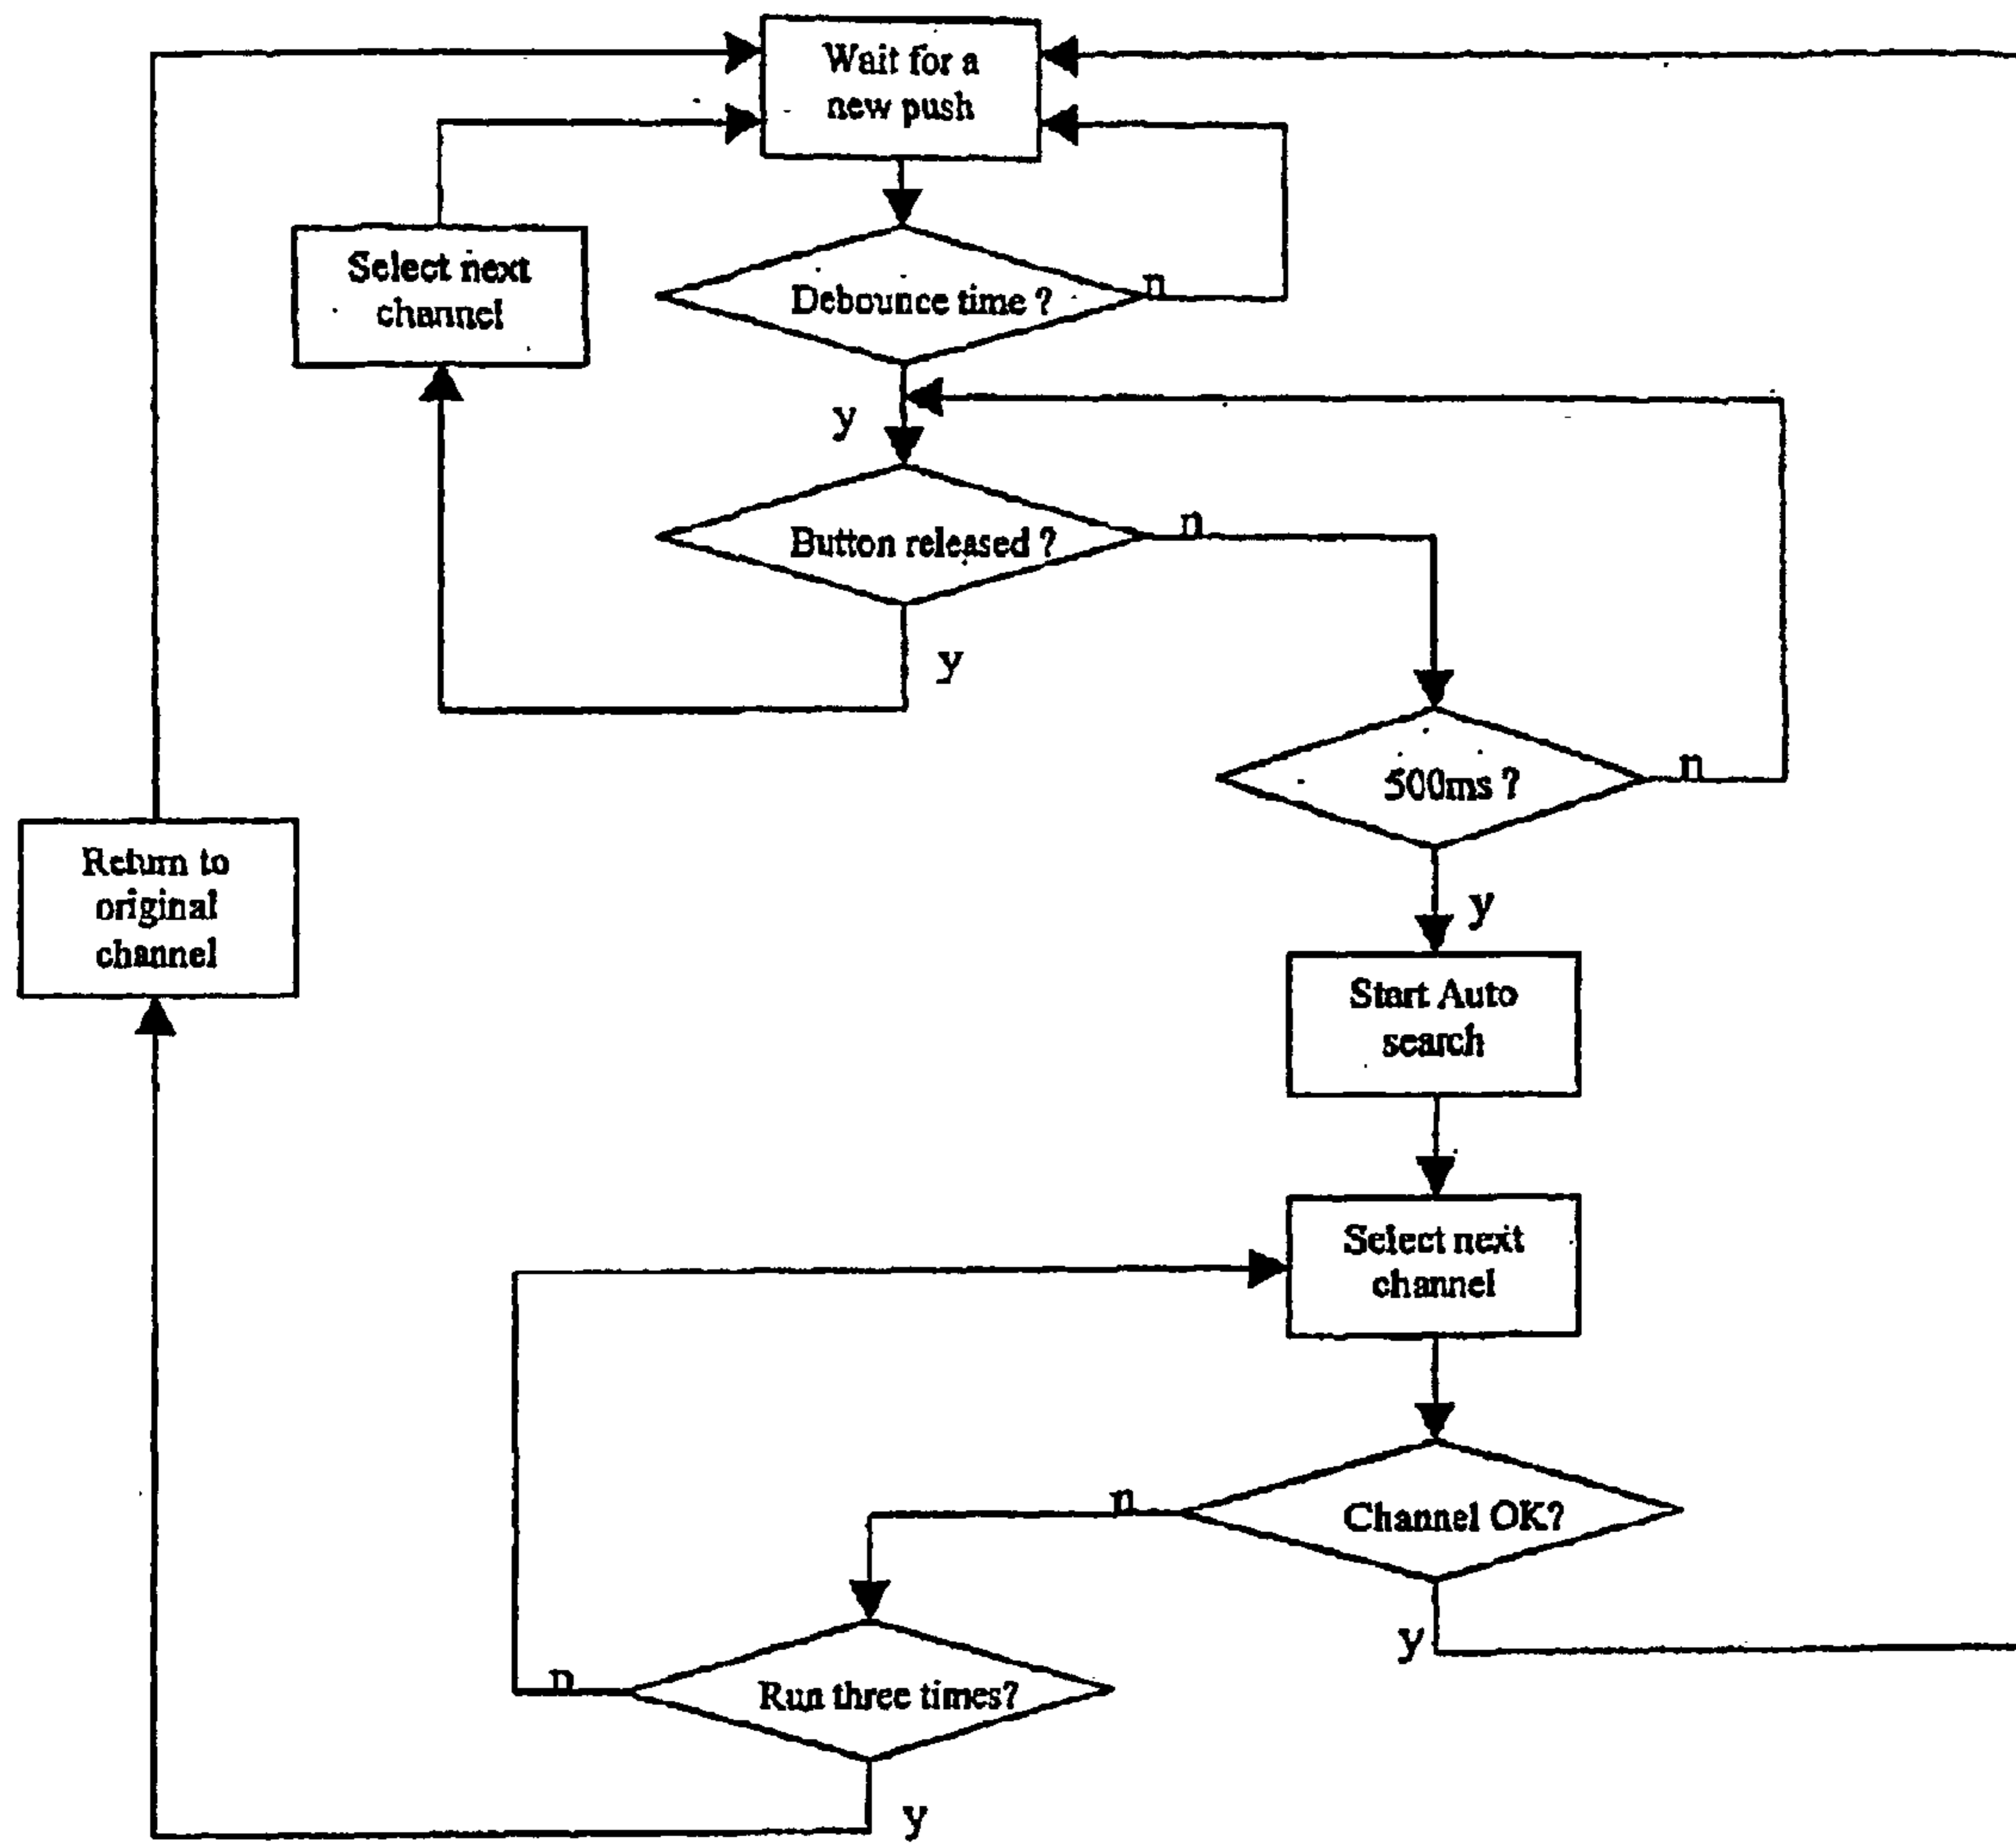 Wait for a
new push
Select next
channel
Debounce time ?
n
y
Button released ?
n
y
500ms ?
n
y
Return to
original
channel
Start Auto
search
Select next
channel
Channel OK?
n
y
Run three times?
n
y